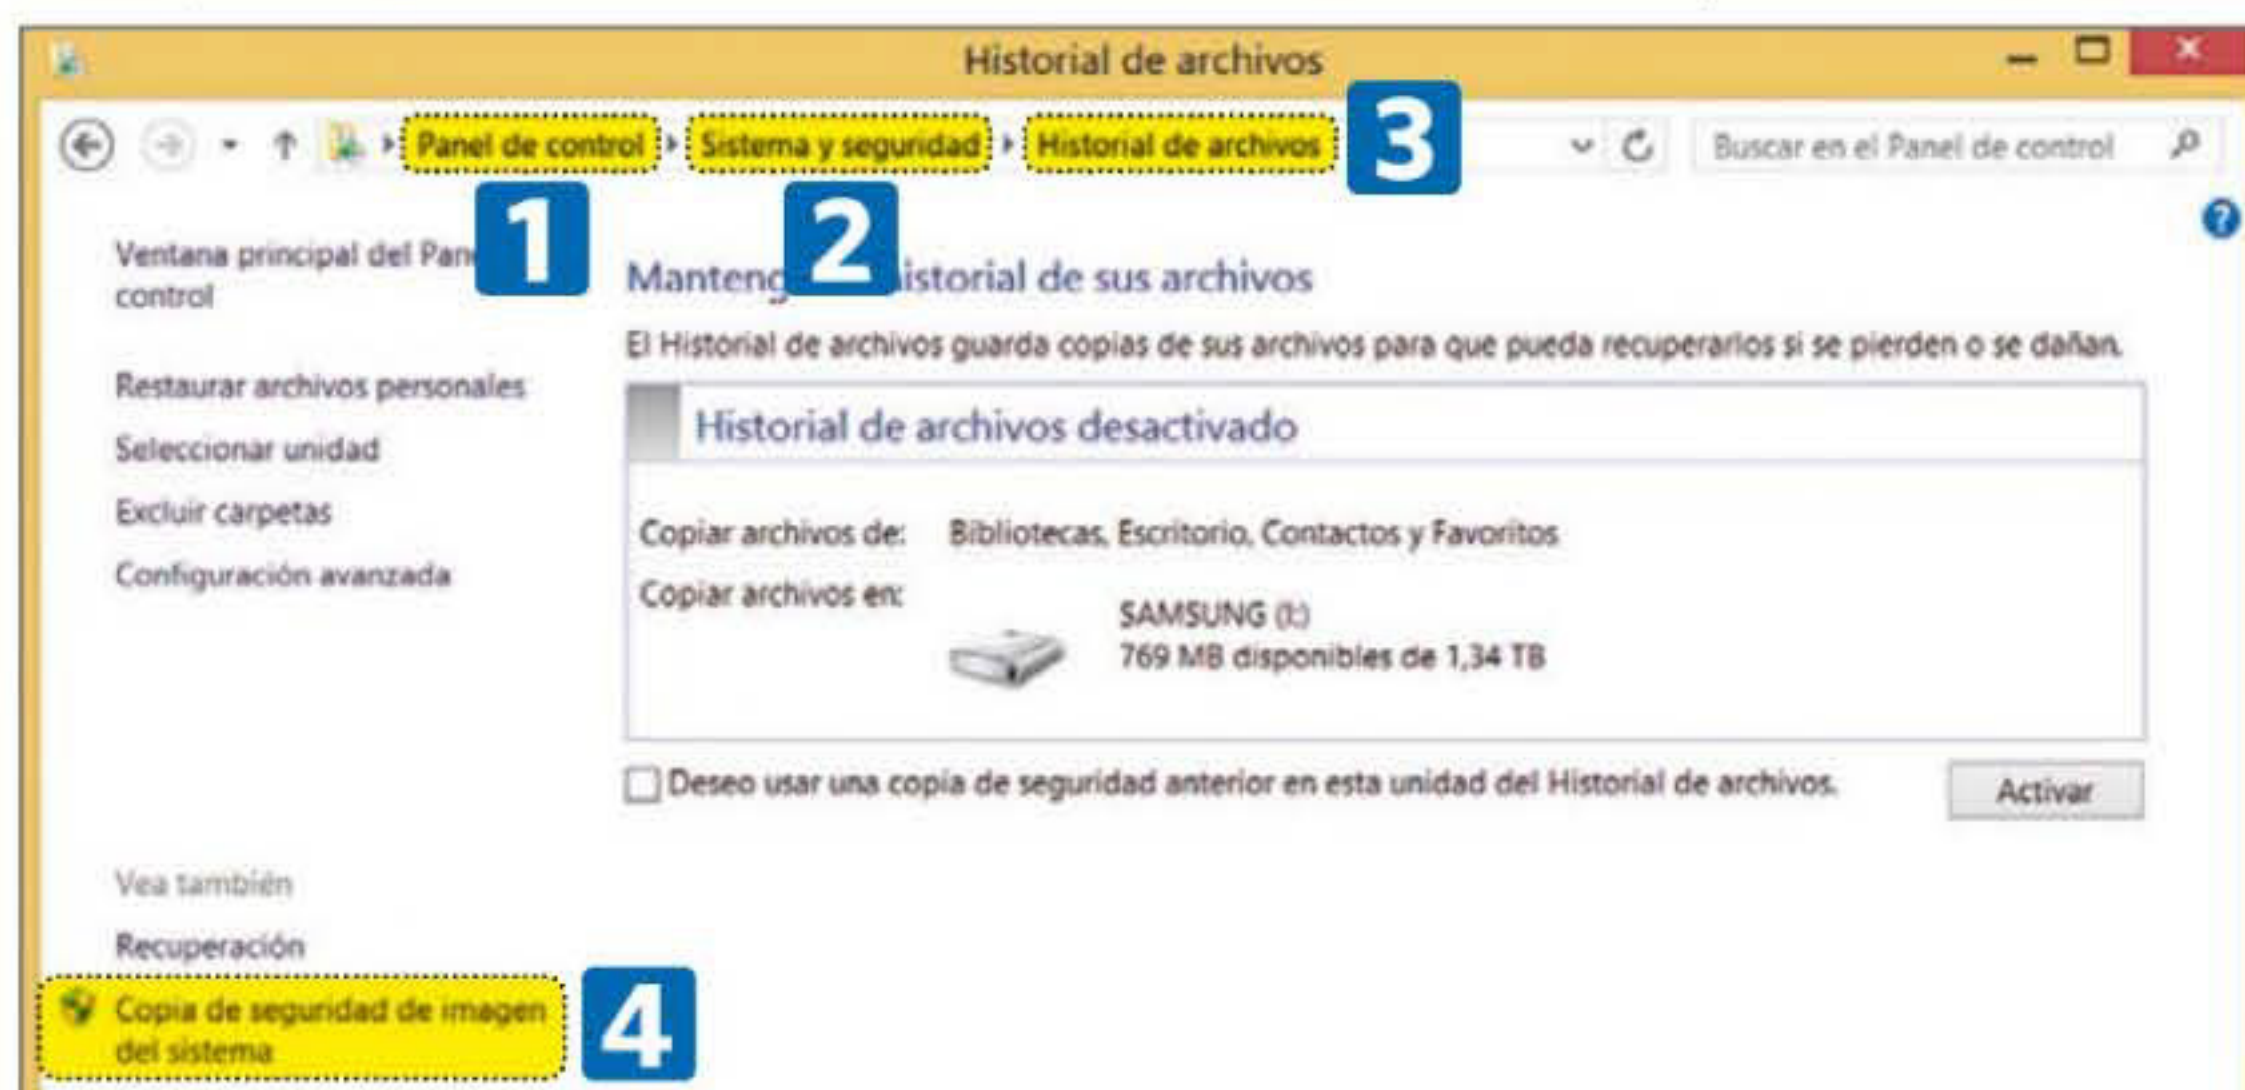 Historial de archivos
Panel de control Sistema y seguridad Historial de archivos 3 Buscar en el Panel de control
1 2
Ventana principal del Pan
control
Manteng istorial de sus archivos
El Historial de archivos guarda copias de sus archivos para que pueda recuperarlos si se pierden o se dañan.
Restaurar archivos personales
Seleccionar unidad
Excluir carpetas
Configuración avanzada
Historial de archivos desactivado
Copiar archivos de: Bibliotecas, Escritorio, Contactos y Favoritos
Copiar archivos en:
SAMSUNG (I:)
769 MB disponibles de 1,34 TB
Deseo usar una copia de seguridad anterior en esta unidad del Historial de archivos.
Activar
Vea también
Recuperación
Copia de seguridad de imagen
del sistema
4